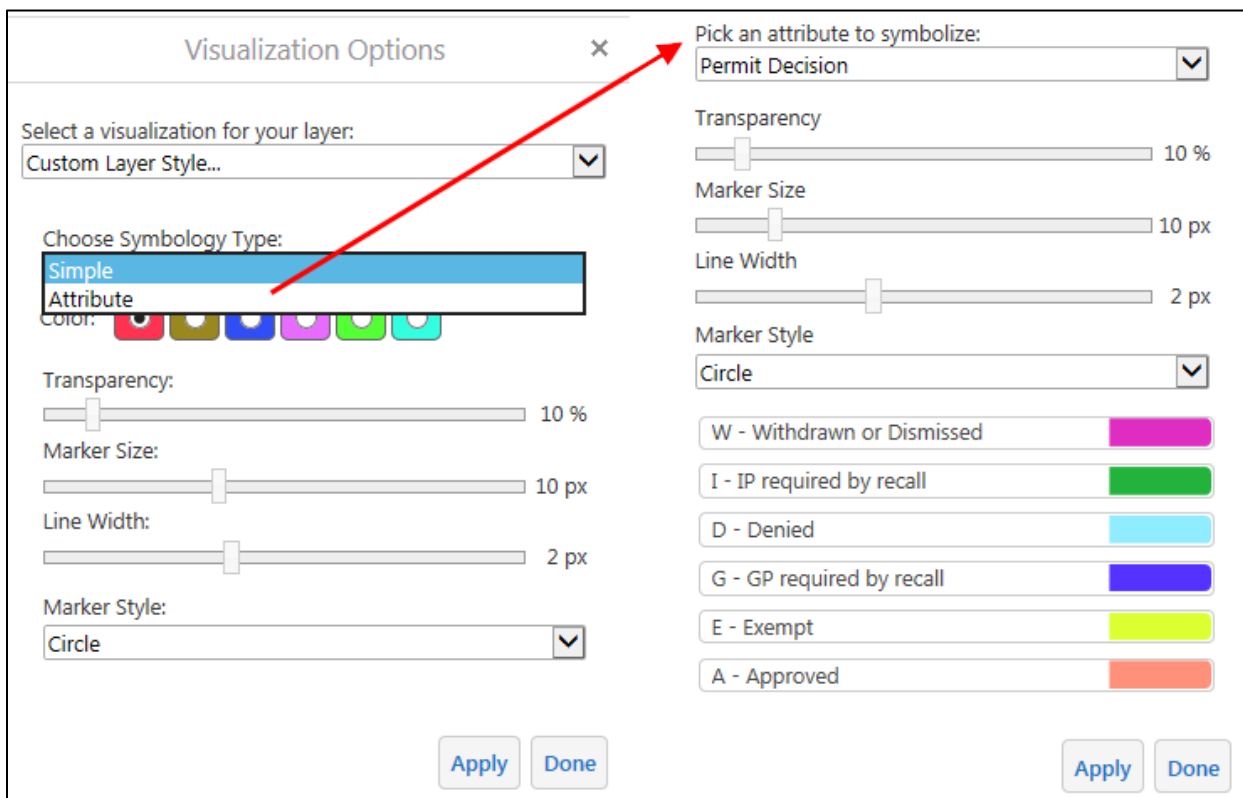 Visualization Options
×
Select a visualization for your layer:
Custom Layer Style...
Choose Symbology Type:
Simple
Attribute
Color:
Transparency:
10 %
Marker Size:
10 px
Line Width:
2 px
Marker Style:
Circle
Apply Done
Pick an attribute to symbolize:
Permit Decision
Transparency
10 %
Marker Size
10 px
Line Width
2 px
Marker Style
Circle
W - Withdrawn or Dismissed
I - IP required by recall
D - Denied
G - GP required by recall
E - Exempt
A - Approved
Apply Done